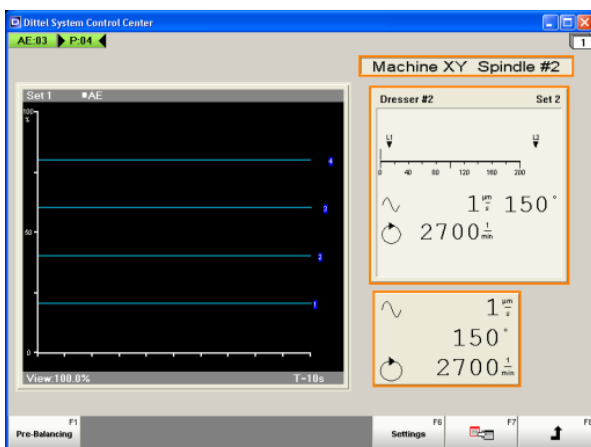 Dittel System Control Center
AE:03 P:04
1
Machine XY Spindle #2
Set 1 ■AE
100
%
4
3
50
2
1
0
View:100.0% T=10s
Dresser #2 Set 2
L1 L2
0 40 80 120 160 200
1 µm/s 150°
2700 1/min
1 µm/s
150°
2700 1/min
F1
Pre-Balancing
F6
Settings
F7
F8